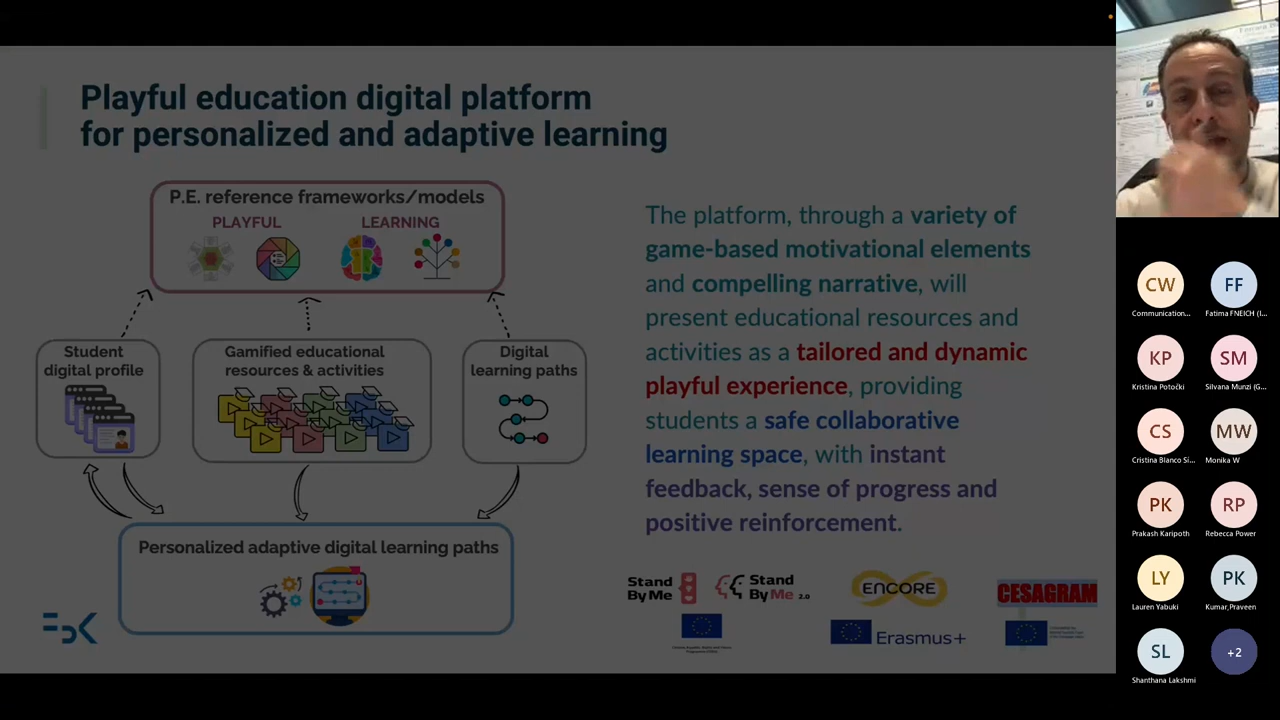 Playful education digital platform
for personalized and adaptive learning
P.E. reference frameworks/models
PLAYFUL
LEARNING
Student
digital profile
Gamified educational
resources & activities
Digital
learning paths
Personalized adaptive digital learning paths
The platform, through a variety of
game-based motivational elements
and compelling narrative, will
present educational resources and
activities as a tailored and dynamic
playful experience, providing
students a safe collaborative
learning space, with instant
feedback, sense of progress and
positive reinforcement.
Stand
By Me
Stand
By Me 2.0
ENCORE
CESAGRAM
Erasmus+
FBK
CW
Communication...
FF
Fatima FNEICH (I...
KP
Kristina Potočki
SM
Silvana Munzi (G...
CS
Cristina Blanco Sí...
MW
Monika W
PK
Prakash Karipoth
RP
Rebecca Power
LY
Lauren Yabuki
PK
Kumar,Praveen
SL
Shanthana Lakshmi
+2